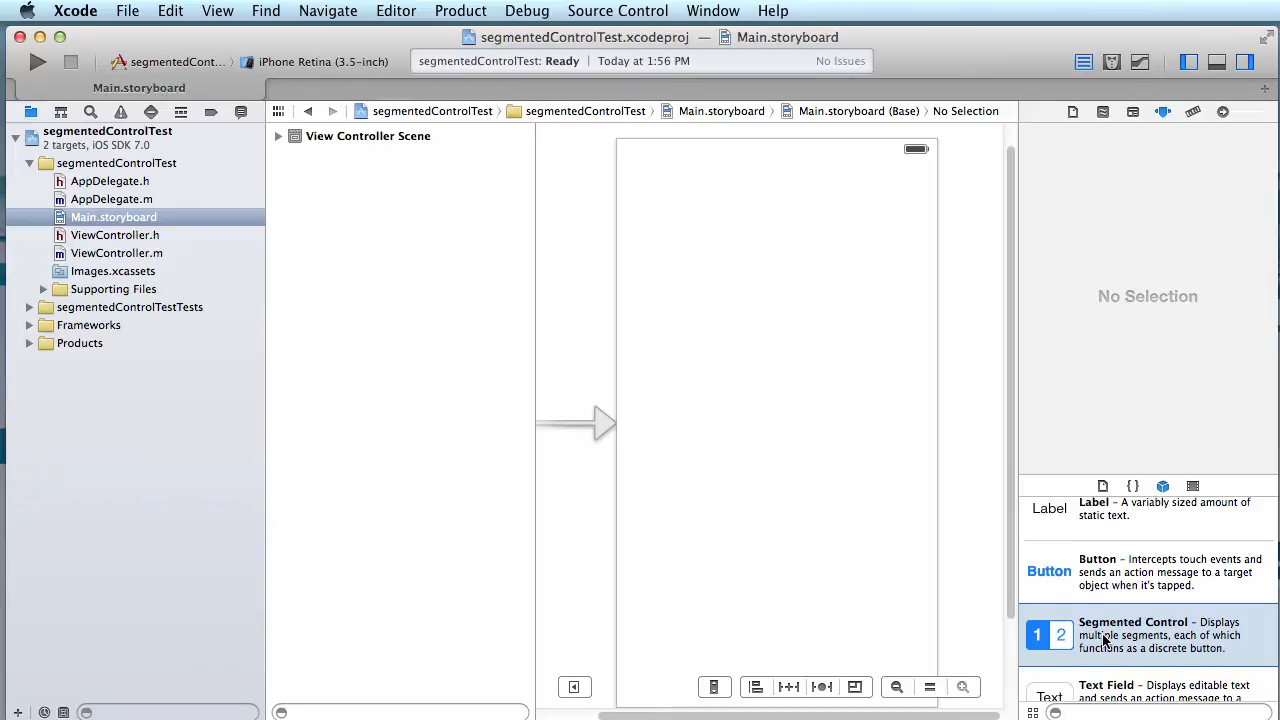 Xcode File Edit View Find Navigate Editor Product Debug Source Control Window Help
segmentedControlTest.xcodeproj — Main.storyboard
segmentedCont... iPhone Retina (3.5-inch)
segmentedControlTest: Ready Today at 1:56 PM No Issues
Main.storyboard
segmentedControlTest segmentedControlTest Main.storyboard Main.storyboard (Base) No Selection
segmentedControlTest
2 targets, iOS SDK 7.0
segmentedControlTest
AppDelegate.h
AppDelegate.m
Main.storyboard
ViewController.h
ViewController.m
Images.xcassets
Supporting Files
segmentedControlTestTests
Frameworks
Products
View Controller Scene
No Selection
Label
Label – A variably sized amount of
static text.
Button
Button – Intercepts touch events and
sends an action message to a target
object when it's tapped.
1 2
Segmented Control – Displays
multiple segments, each of which
functions as a discrete button.
Text
Text Field – Displays editable text
and sends an action message to a